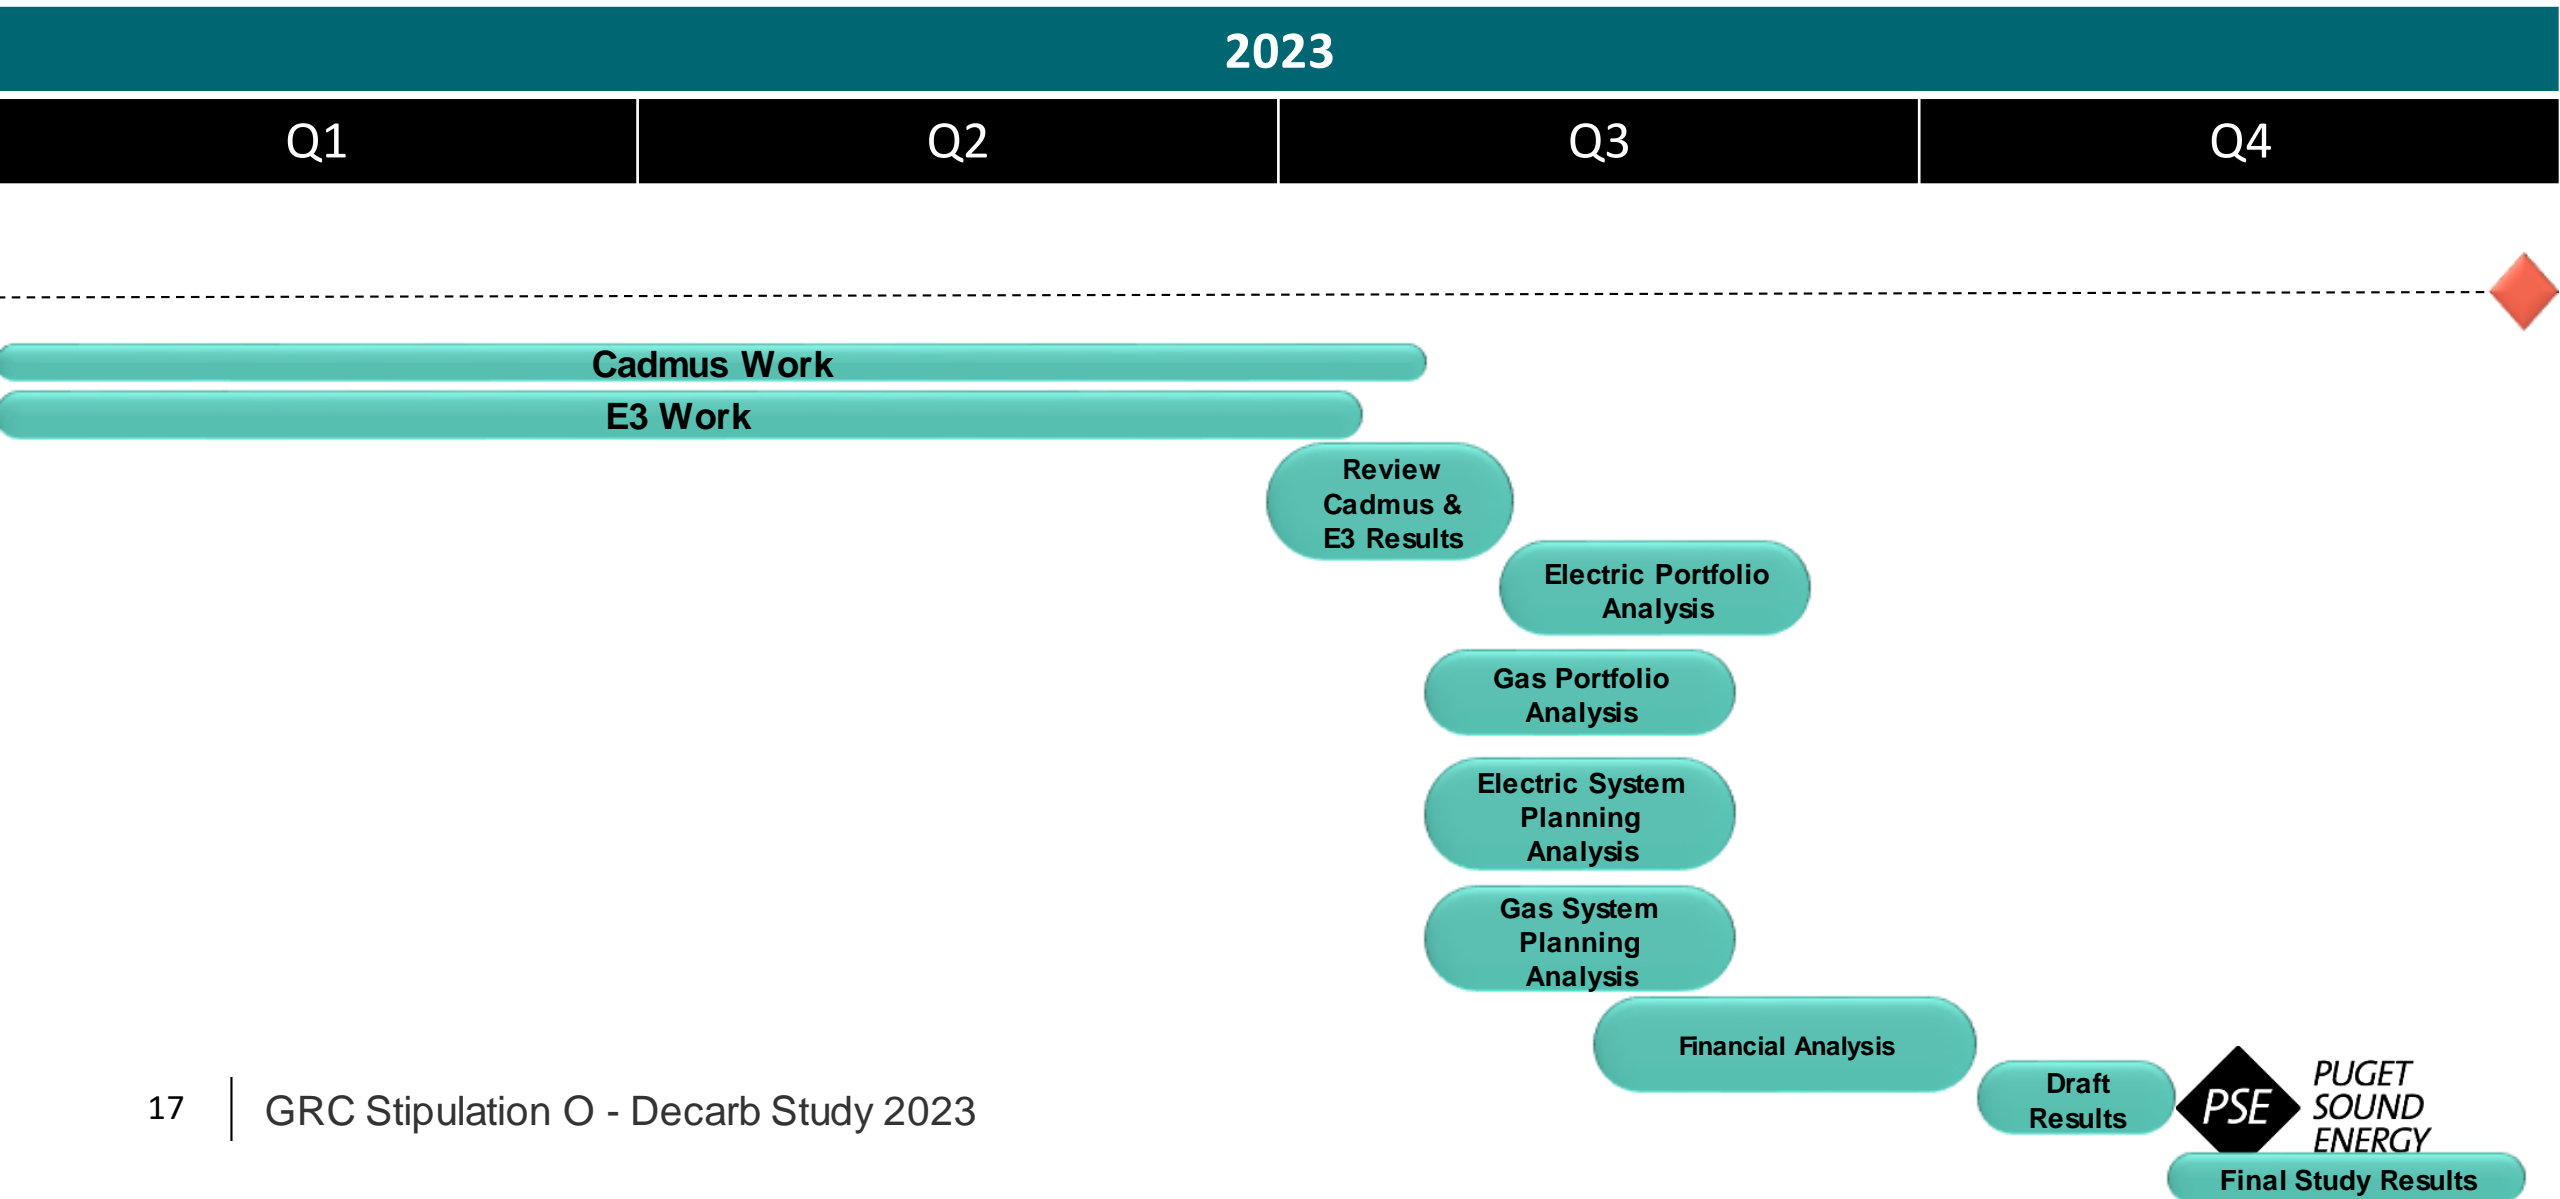 2023
Q1
Q2
Q3
Q4
Cadmus Work
E3 Work
Review
Cadmus &
E3 Results
Electric Portfolio
Analysis
Gas Portfolio
Analysis
Electric System
Planning
Analysis
Gas System
Planning
Analysis
Financial Analysis
Draft
Results
PSE
PUGET
SOUND
ENERGY
Final Study Results
17
GRC Stipulation O - Decarb Study 2023